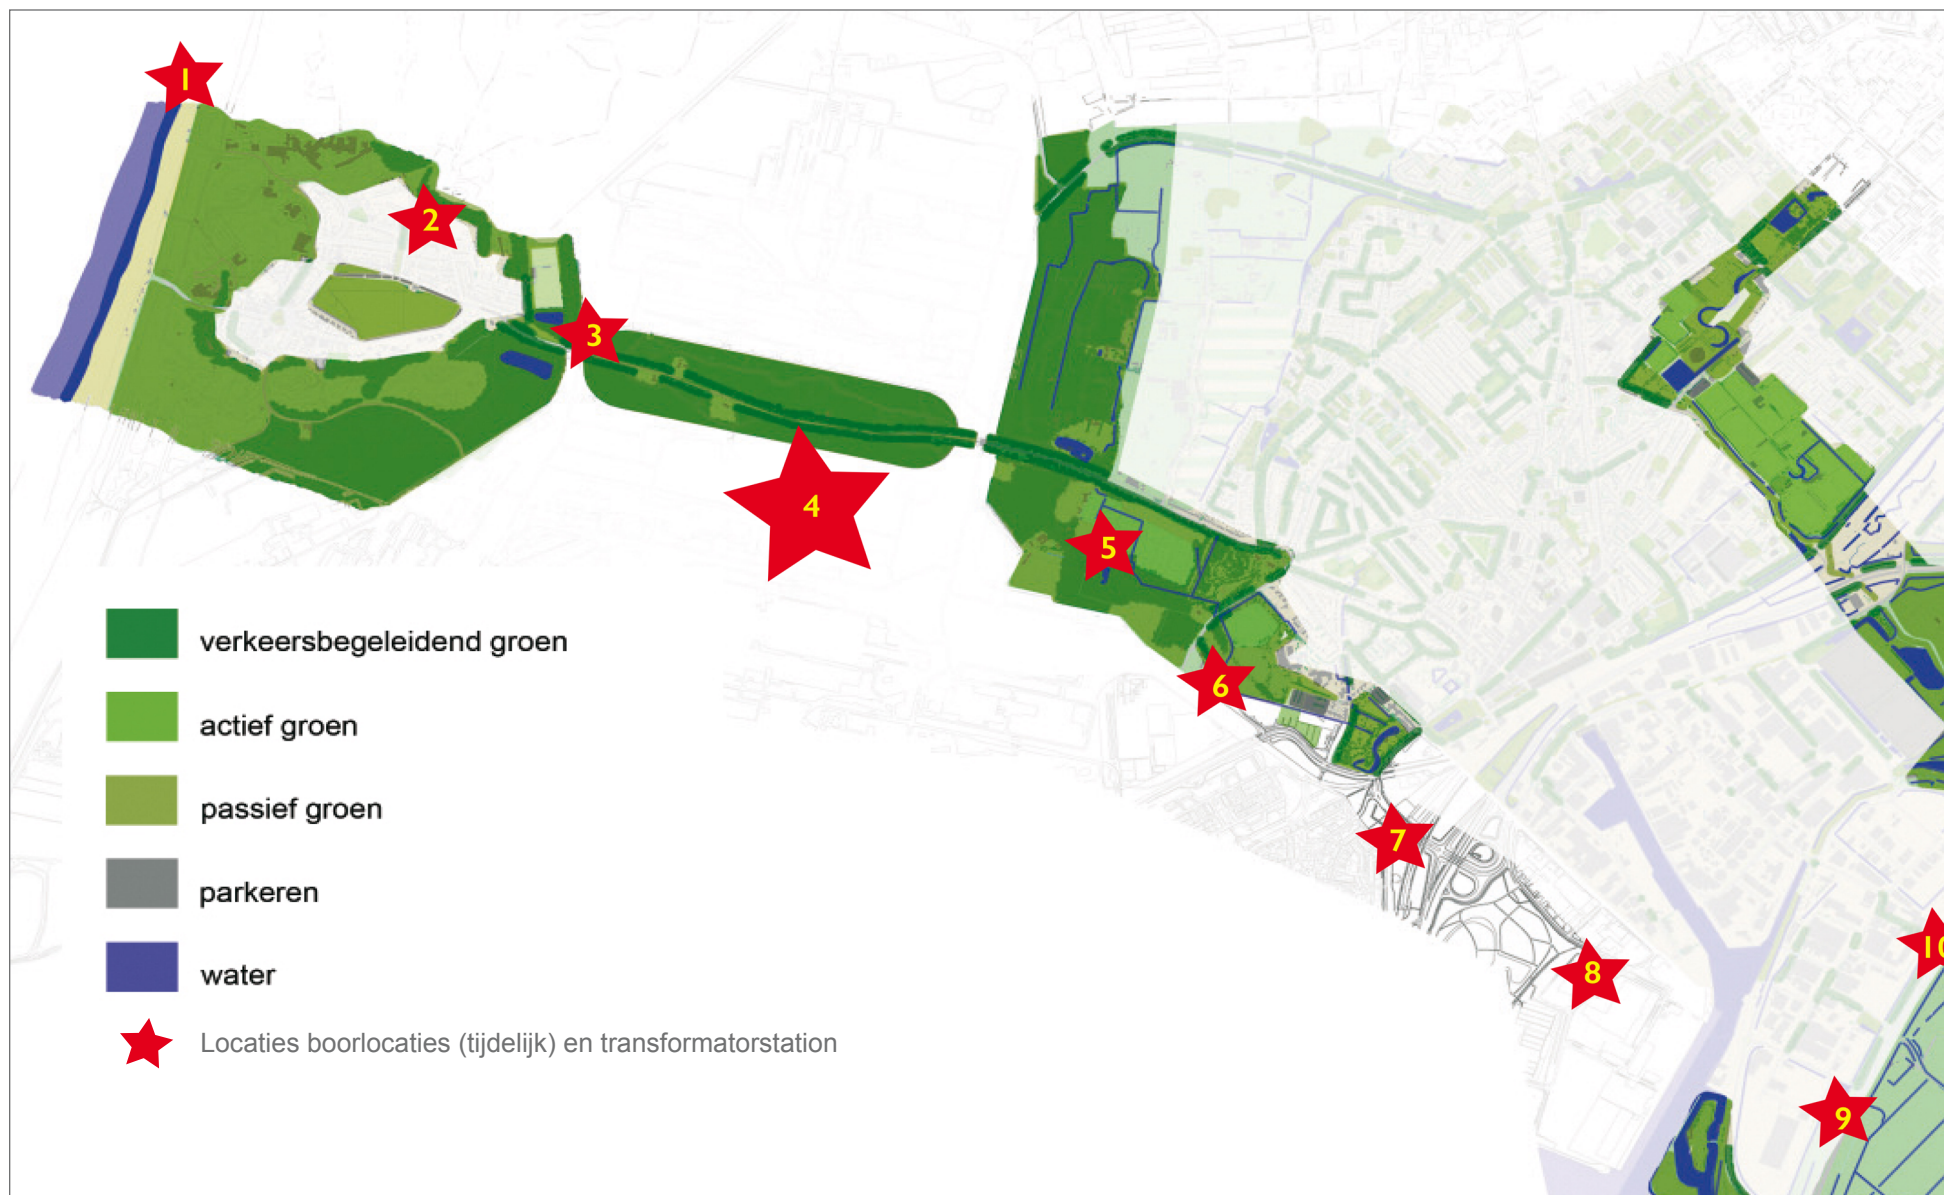 1
2
3
4
5
6
7
8
10
9
verkeersbegeleidend groen
actief groen
passief groen
parkeren
water
Locaties boorlocaties (tijdelijk) en transformatorstation